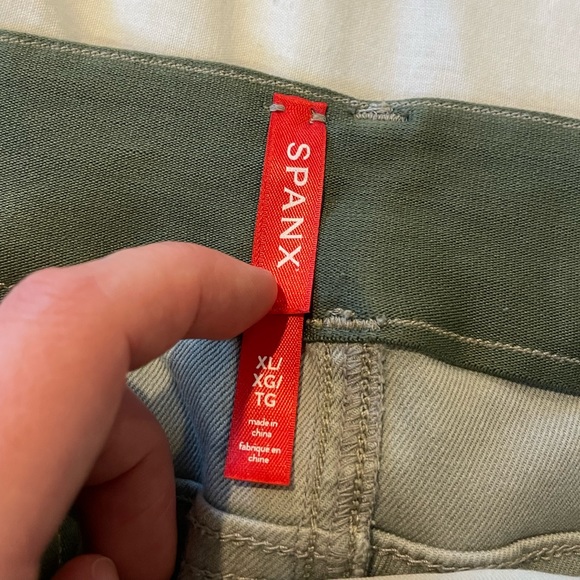 SPANX
XL/
XG/
TG
made in
china
fabriqué en
chine